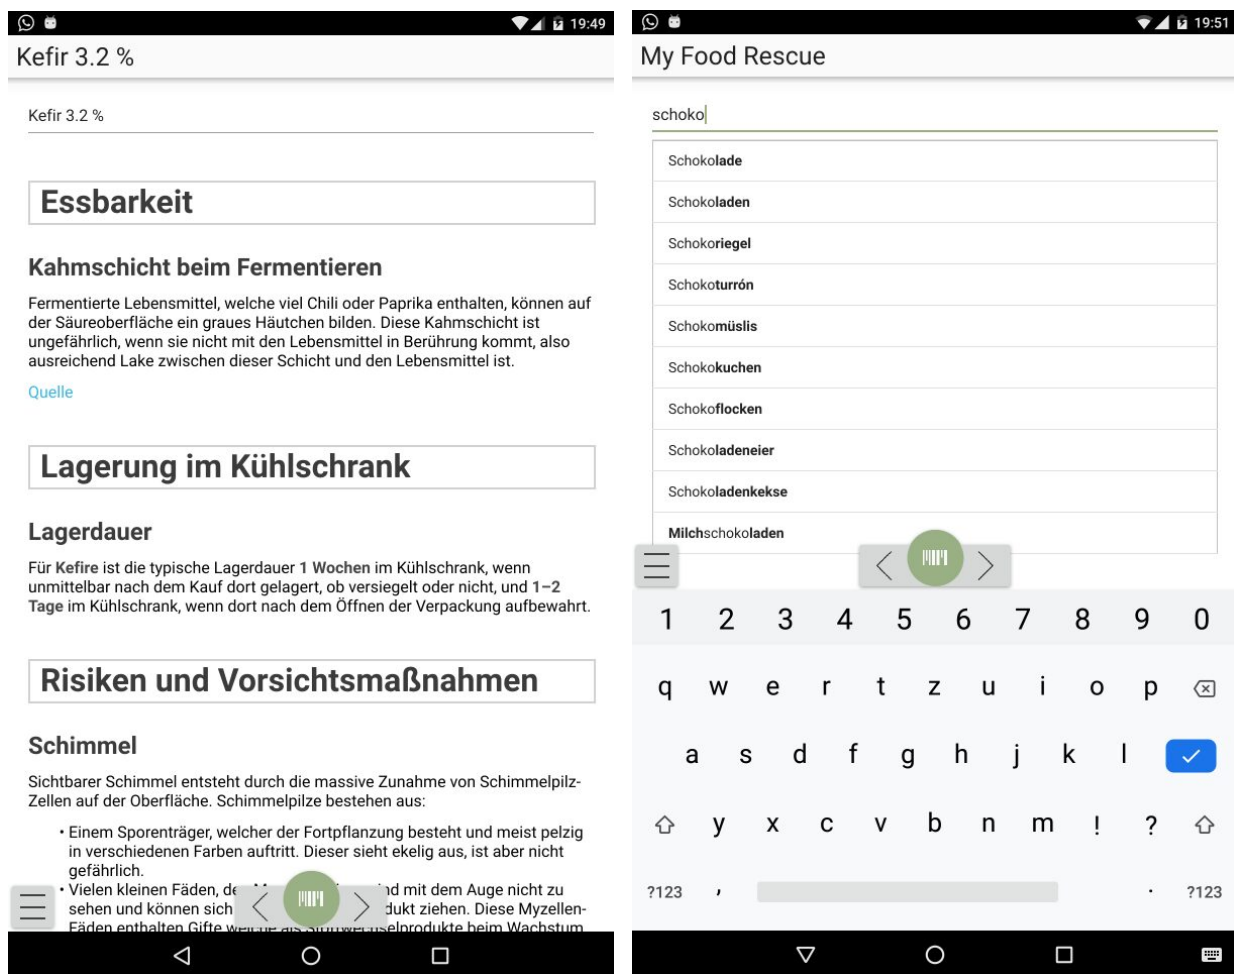 19:49
Kefir 3.2 %
Kefir 3.2 %
Essbarkeit
Kahmschicht beim Fermentieren
Fermentierte Lebensmittel, welche viel Chili oder Paprika enthalten, können auf
der Säureoberfläche ein graues Häutchen bilden. Diese Kahmschicht ist
ungefährlich, wenn sie nicht mit den Lebensmittel in Berührung kommt, also
ausreichend Lake zwischen dieser Schicht und den Lebensmittel ist.
Quelle
Lagerung im Kühlschrank
Lagerdauer
Für Kefire ist die typische Lagerdauer 1 Wochen im Kühlschrank, wenn
unmittelbar nach dem Kauf dort gelagert, ob versiegelt oder nicht, und 1–2
Tage im Kühlschrank, wenn dort nach dem Öffnen der Verpackung aufbewahrt.
Risiken und Vorsichtsmaßnahmen
Schimmel
Sichtbarer Schimmel entsteht durch die massive Zunahme von Schimmelpilz-
Zellen auf der Oberfläche. Schimmelpilze bestehen aus:
• Einem Sporenträger, welcher der Fortpflanzung besteht und meist pelzig
in verschiedenen Farben auftritt. Dieser sieht ekelig aus, ist aber nicht
gefährlich.
• Vielen kleinen Fäden, mit dem Auge nicht zu
sehen und können sich ziehen. Diese Myzellen-
Fäden enthalten Gifte welche als beim Wachstum
19:51
My Food Rescue
schoko
Schokolade
Schokoladen
Schokoriegel
Schokoturrón
Schokomüslis
Schokokuchen
Schokoflocken
Schokoladeneier
Schokoladenkekse
Milchschokoladen
1 2 3 4 5 6 7 8 9 0
q w e r t z u i o p
a s d f g h j k l
y x c v b n m ! ?
?123 , . ?123